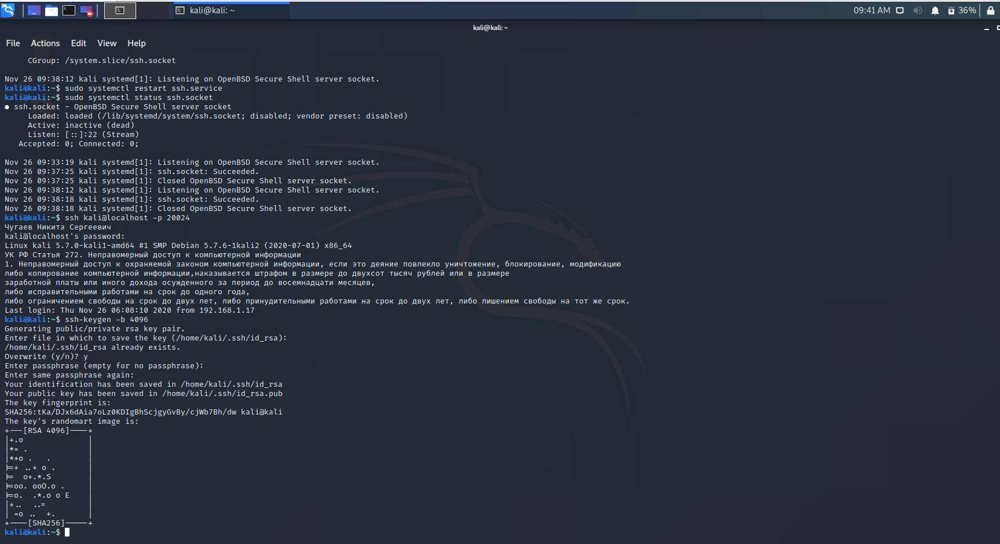 kali@kali: ~
09:41 AM
36%
kali@kali: ~
File Actions Edit View Help
CGroup: /system.slice/ssh.socket
Nov 26 09:38:12 kali systemd[1]: Listening on OpenBSD Secure Shell server socket.
kali@kali:~$ sudo systemctl restart ssh.service
kali@kali:~$ sudo systemctl status ssh.socket
● ssh.socket - OpenBSD Secure Shell server socket
Loaded: loaded (/lib/systemd/system/ssh.socket; disabled; vendor preset: disabled)
Active: inactive (dead)
Listen: [::]:22 (Stream)
Accepted: 0; Connected: 0;
Nov 26 09:33:19 kali systemd[1]: Listening on OpenBSD Secure Shell server socket.
Nov 26 09:37:25 kali systemd[1]: ssh.socket: Succeeded.
Nov 26 09:37:25 kali systemd[1]: Closed OpenBSD Secure Shell server socket.
Nov 26 09:38:12 kali systemd[1]: Listening on OpenBSD Secure Shell server socket.
Nov 26 09:38:18 kali systemd[1]: ssh.socket: Succeeded.
Nov 26 09:38:18 kali systemd[1]: Closed OpenBSD Secure Shell server socket.
kali@kali:~$ ssh kali@localhost -p 20024
Чугаев Никита Сергеевич
kali@localhost's password:
Linux kali 5.7.0-kali1-amd64 #1 SMP Debian 5.7.6-1kali2 (2020-07-01) x86_64
УК РФ Статья 272. Неправомерный доступ к компьютерной информации
1. Неправомерный доступ к охраняемой законом компьютерной информации, если это деяние повлекло уничтожение, блокирование, модификацию
либо копирование компьютерной информации,наказывается штрафом в размере до двухсот тысяч рублей или в размере
заработной платы или иного дохода осужденного за период до восемнадцати месяцев,
либо исправительными работами на срок до одного года,
либо ограничением свободы на срок до двух лет, либо принудительными работами на срок до двух лет, либо лишением свободы на тот же срок.
Last login: Thu Nov 26 06:08:10 2020 from 192.168.1.17
kali@kali:~$ ssh-keygen -b 4096
Generating public/private rsa key pair.
Enter file in which to save the key (/home/kali/.ssh/id_rsa):
/home/kali/.ssh/id_rsa already exists.
Overwrite (y/n)? y
Enter passphrase (empty for no passphrase):
Enter same passphrase again:
Your identification has been saved in /home/kali/.ssh/id_rsa
Your public key has been saved in /home/kali/.ssh/id_rsa.pub
The key fingerprint is:
SHA256:tKa/DJx6dAia7oLz0KDIgBhScjgyGvBy/cjWb7Bh/dw kali@kali
The key's randomart image is:
+---[RSA 4096]----+
|+.o              |
|*= .             |
|*+o .   .        |
|=+ ..+ o .       |
|=  o+.*.S        |
|=oo. ooO.o .     |
|=o.  .*.o o E    |
|+..  ..=         |
| =o ..  +.       |
+----[SHA256]-----+
kali@kali:~$